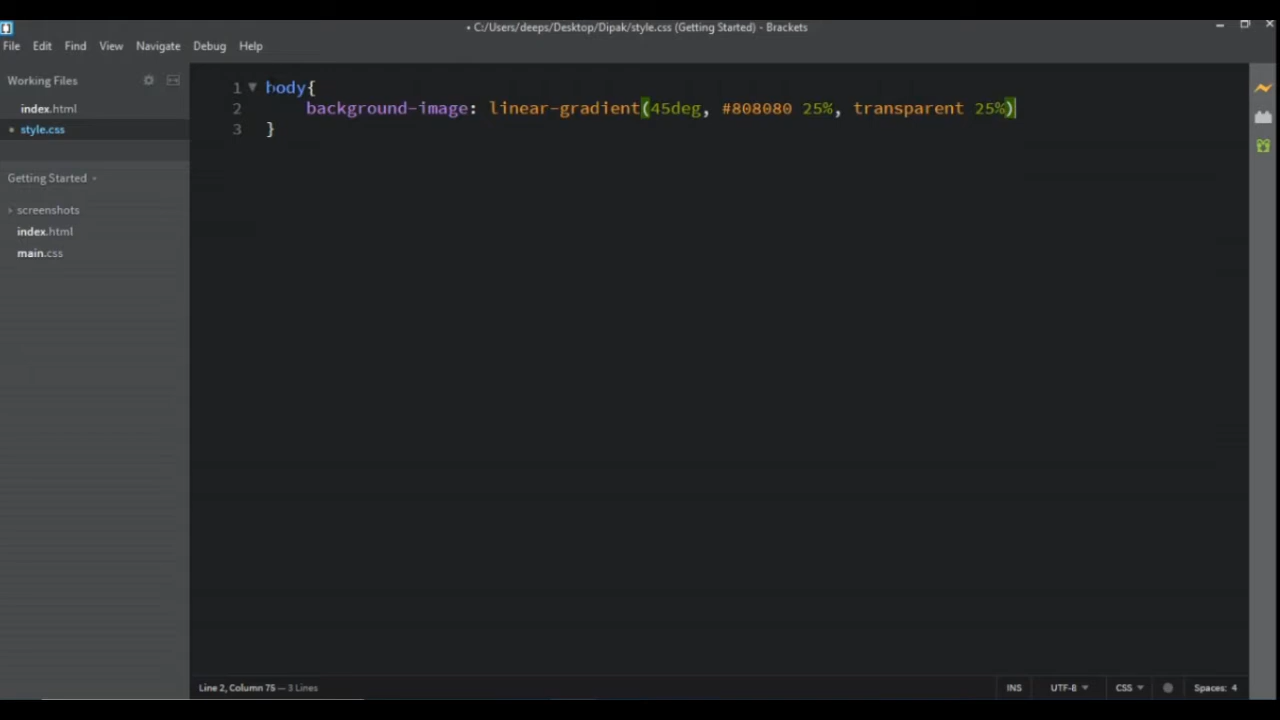 • C:/Users/deeps/Desktop/Dipak/style.css (Getting Started) - Brackets
File Edit Find View Navigate Debug Help
Working Files
index.html
• style.css
Getting Started
screenshots
index.html
main.css
1 body{
2 background-image: linear-gradient(45deg, #808080 25%, transparent 25%)
3 }
Line 2, Column 75 — 3 Lines
INS UTF-8 CSS Spaces: 4